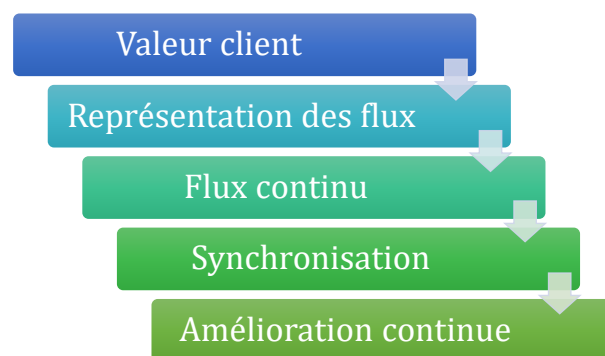 Valeur client
Représentation des flux
Flux continu
Synchronisation
Amélioration continue